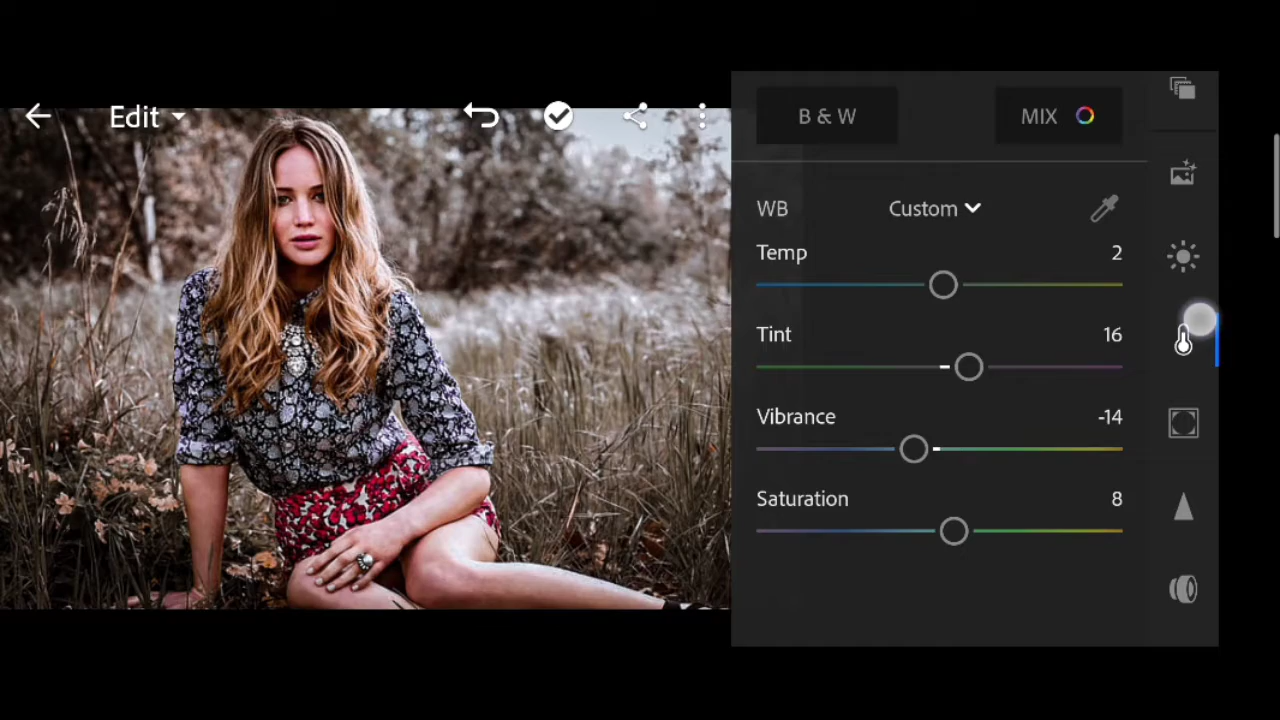 Edit
B & W
MIX
WB Custom
Temp 2
Tint 16
Vibrance -14
Saturation 8